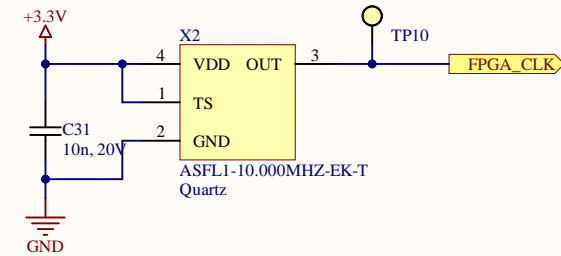 +3.3V
X2
TP10
4 VDD OUT 3
FPGA_CLK
1 TS
C31
10n, 20V
2 GND
ASFL1-10.000MHZ-EK-T
Quartz
GND